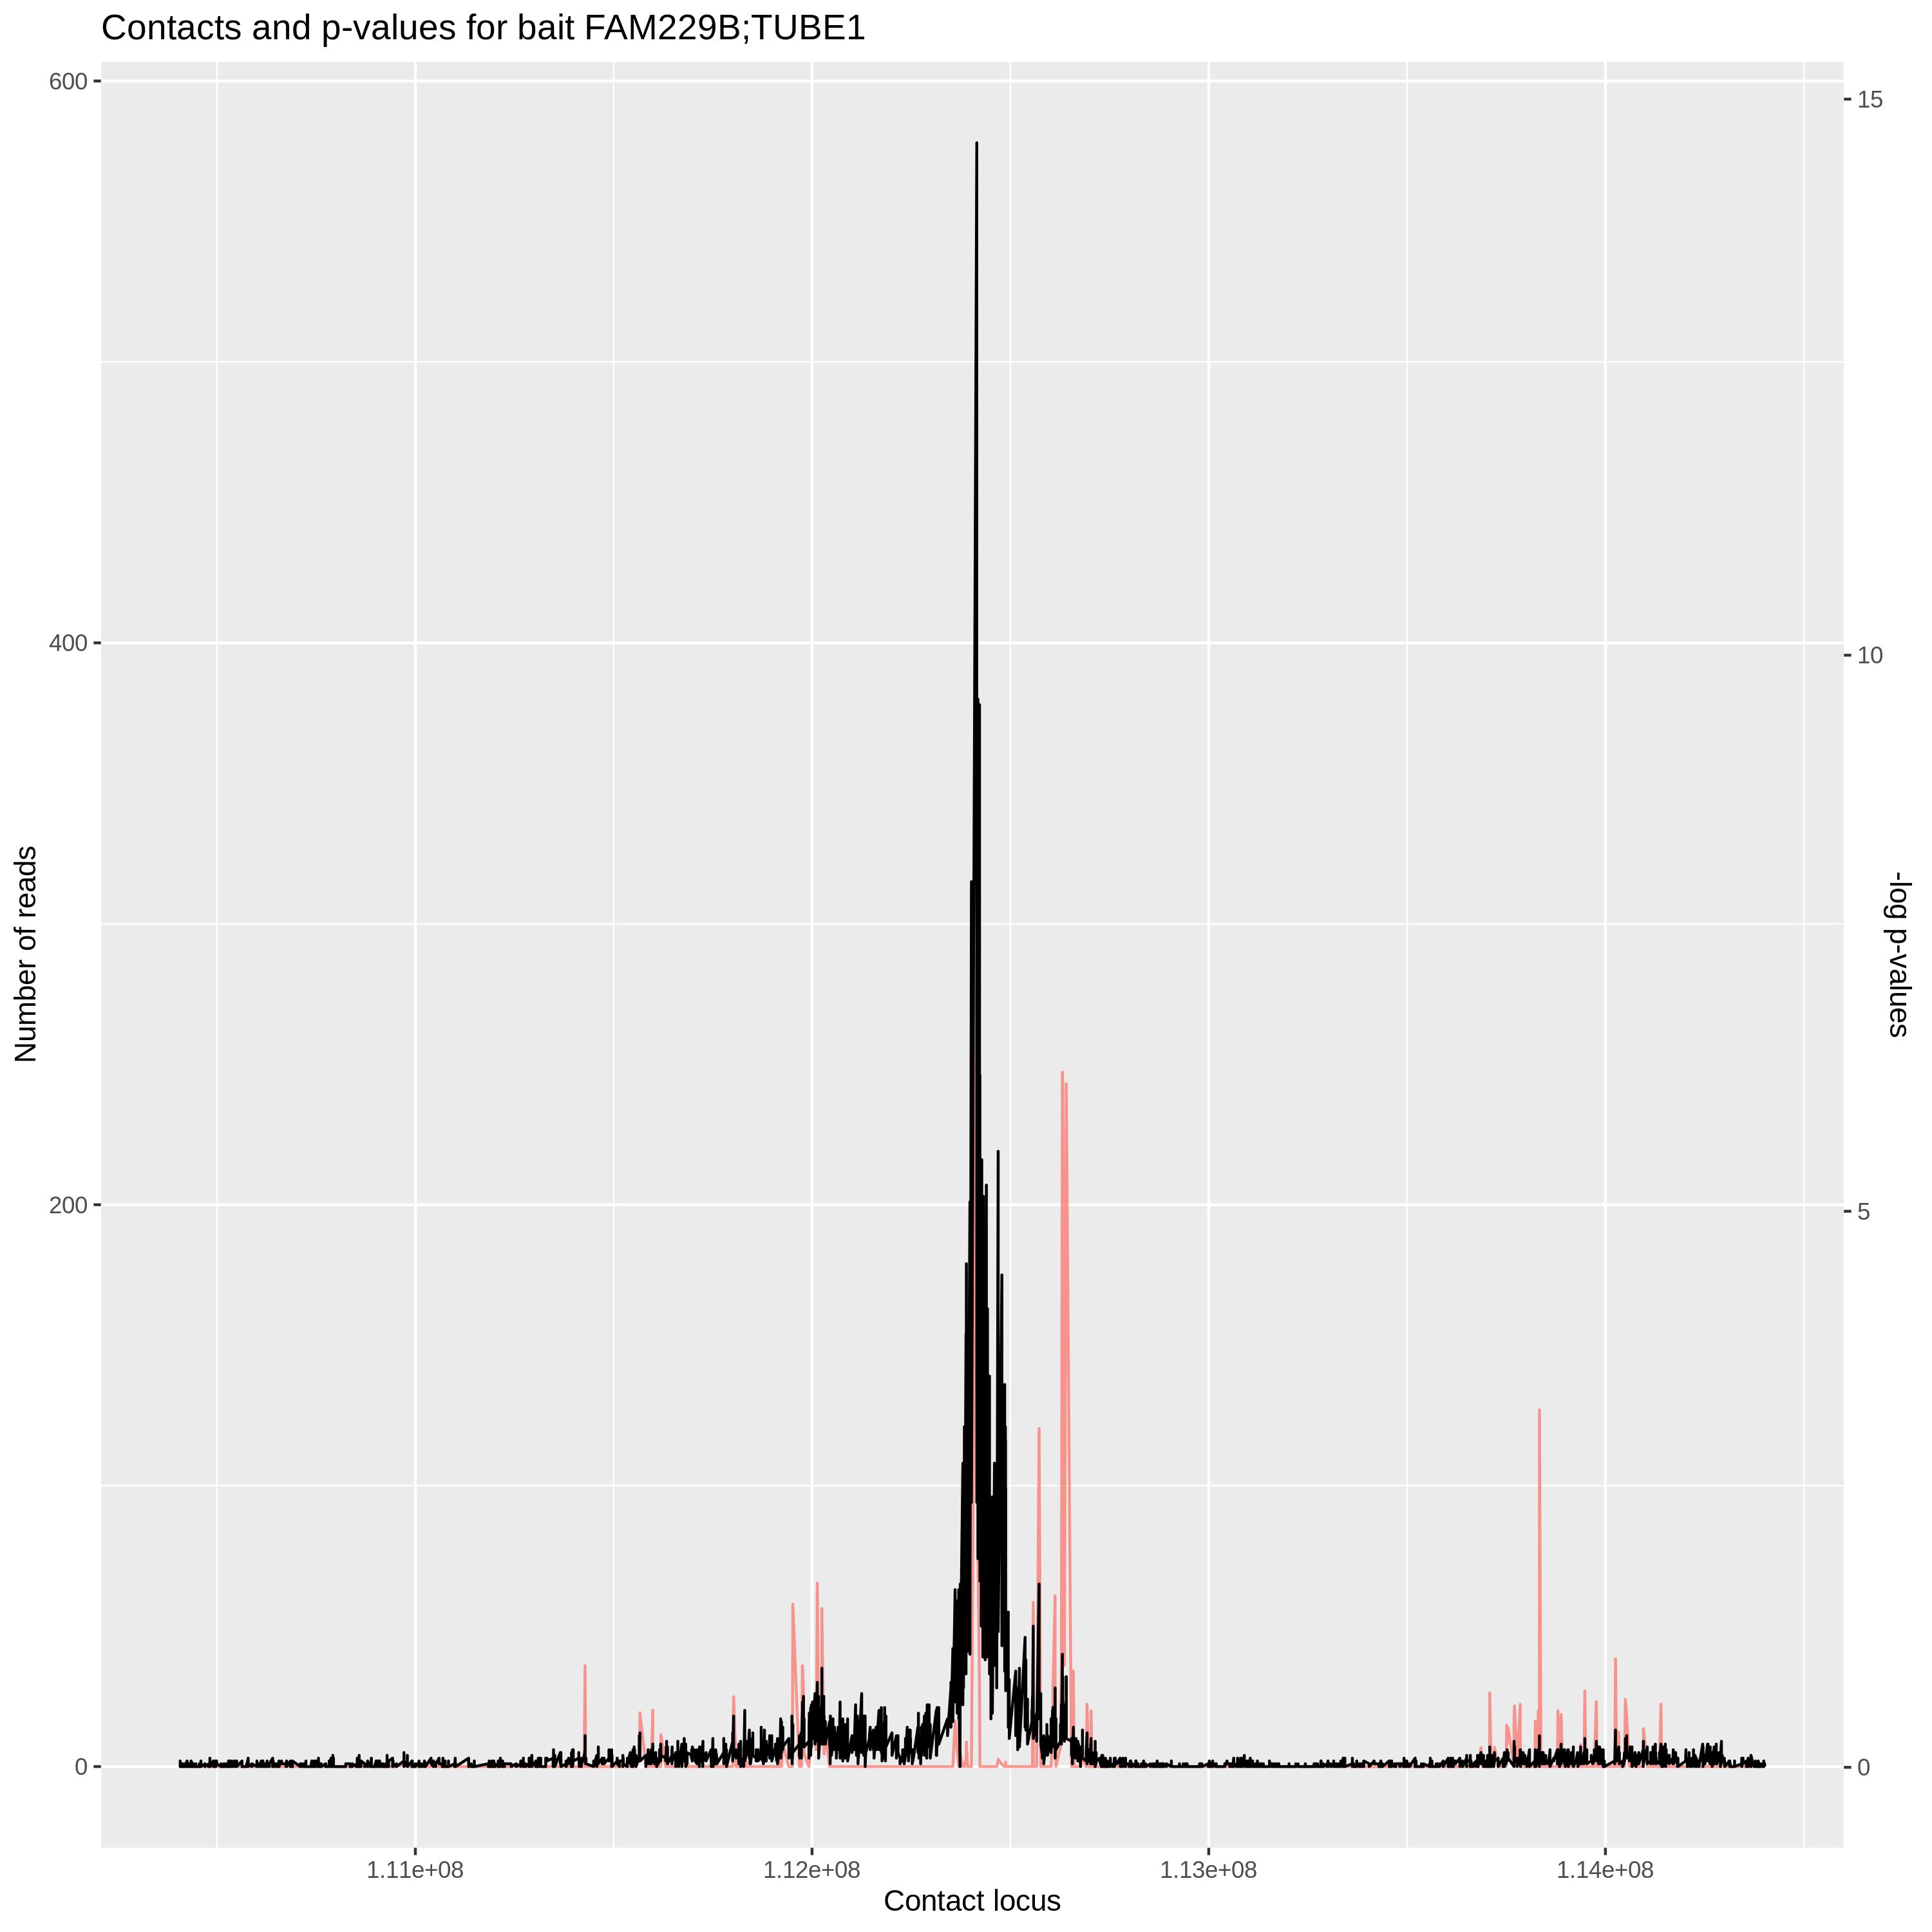 Contacts and p-values for bait FAM229B;TUBE1
600
400
200
0
Number of reads
15
10
5
0
-log p-values
1.11e+08
1.12e+08
1.13e+08
1.14e+08
Contact locus